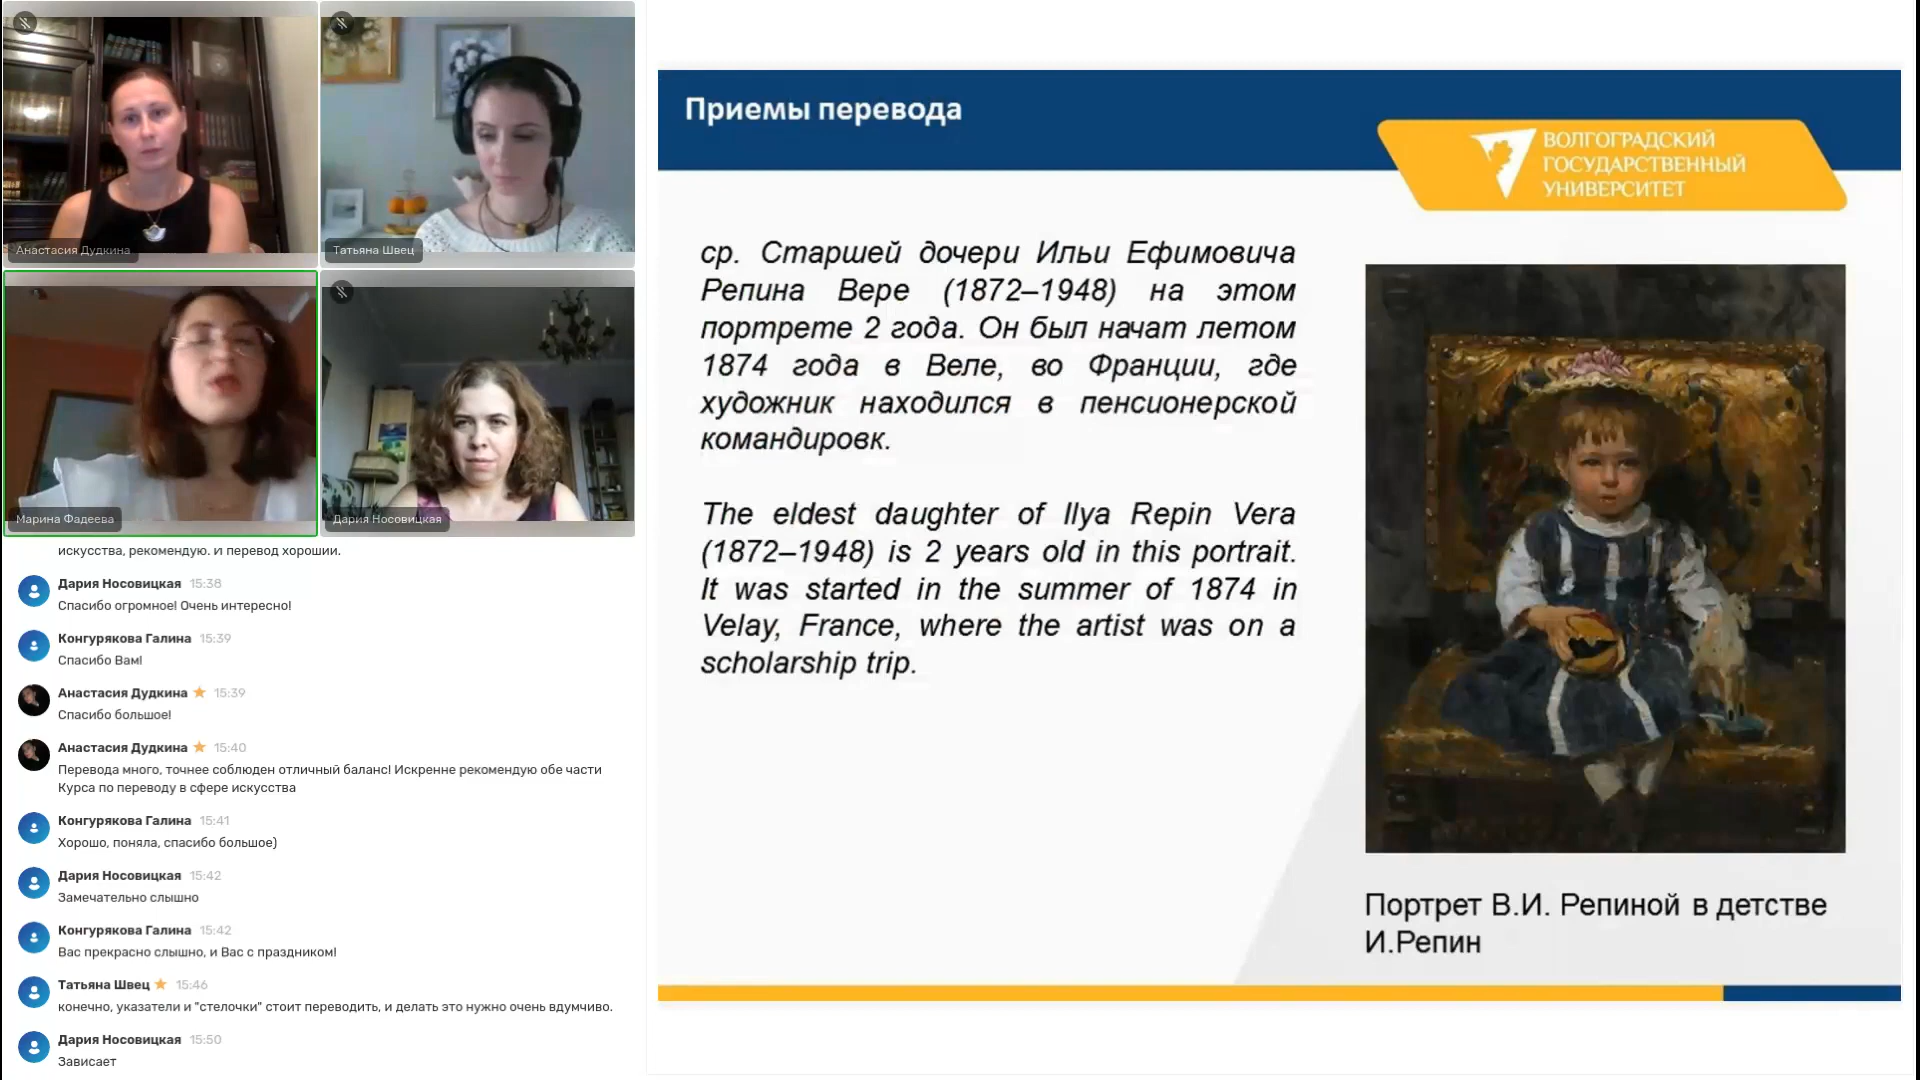 Анастасия Дудкина
Татьяна Швец
Марина Фадеева
Дария Носовицкая
искусства, рекомендую. И перевод хороший.
Дария Носовицкая 15:38
Спасибо огромное! Очень интересно!
Конгурякова Галина 15:39
Спасибо Вам!
Анастасия Дудкина 15:39
Спасибо большое!
Анастасия Дудкина 15:40
Перевода много, точнее соблюден отличный баланс! Искренне рекомендую обе части
Курса по переводу в сфере искусства
Конгурякова Галина 15:41
Хорошо, поняла, спасибо большое)
Дария Носовицкая 15:42
Замечательно слышно
Конгурякова Галина 15:42
Вас прекрасно слышно, и Вас с праздником!
Татьяна Швец 15:46
конечно, указатели и "стелочки" стоит переводить, и делать это нужно очень вдумчиво.
Дария Носовицкая 15:50
Зависает
Приемы перевода
ВОЛГОГРАДСКИЙ
ГОСУДАРСТВЕННЫЙ
УНИВЕРСИТЕТ
ср. Старшей дочери Ильи Ефимовича
Репина Вере (1872–1948) на этом
портрете 2 года. Он был начат летом
1874 года в Веле, во Франции, где
художник находился в пенсионерской
командировк.
The eldest daughter of Ilya Repin Vera
(1872–1948) is 2 years old in this portrait.
It was started in the summer of 1874 in
Velay, France, where the artist was on a
scholarship trip.
Портрет В.И. Репиной в детстве
И.Репин